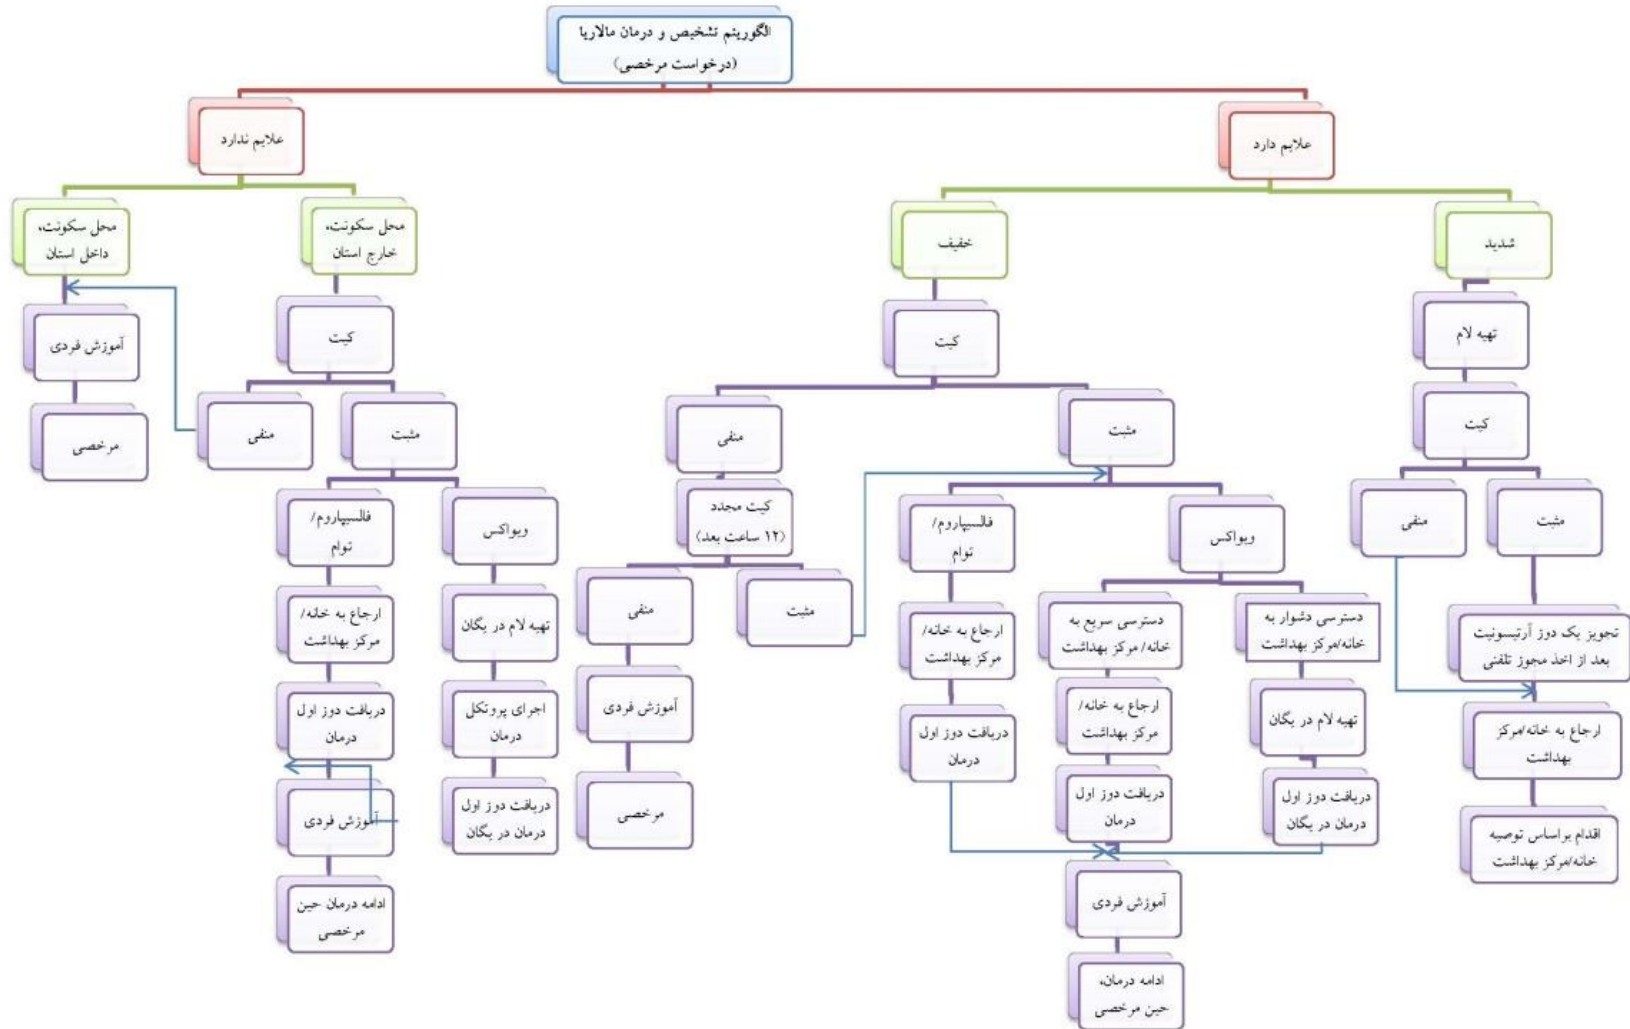 الگوریتم تشخیص و درمان مالاریا
(درخواست مرخصی)
علایم دارد
علایم ندارد
شدید
خفیف
محل سکونت،
خارج استان
محل سکونت،
داخل استان
تهیه لام
کیت
مثبت
منفی
تجویز یک دوز آرتیسونیت
بعد از اخذ مجوز تلفنی
ارجاع به خانه/مرکز
بهداشت
اقدام براساس توصیه
خانه/مرکز بهداشت
کیت
مثبت
منفی
ویواکس
فالسیپاروم/
توام
دسترسی دشوار به
خانه/مرکز بهداشت
تهیه لام در یگان
دریافت دوز اول
درمان در یگان
دسترسی سریع به
خانه/ مرکز بهداشت
ارجاع به خانه/
مرکز بهداشت
دریافت دوز اول
درمان
ارجاع به خانه/
مرکز بهداشت
دریافت دوز اول
درمان
آموزش فردی
ادامه درمان،
حین مرخصی
کیت مجدد
(۱۲ ساعت بعد)
مثبت
منفی
آموزش فردی
مرخصی
کیت
مثبت
منفی
ویواکس
تهیه لام در یگان
اجرای پروتکل
درمان
دریافت دوز اول
درمان در یگان
فالسیپاروم/
توام
ارجاع به خانه/
مرکز بهداشت
دریافت دوز اول
درمان
آموزش فردی
ادامه درمان حین
مرخصی
آموزش فردی
مرخصی